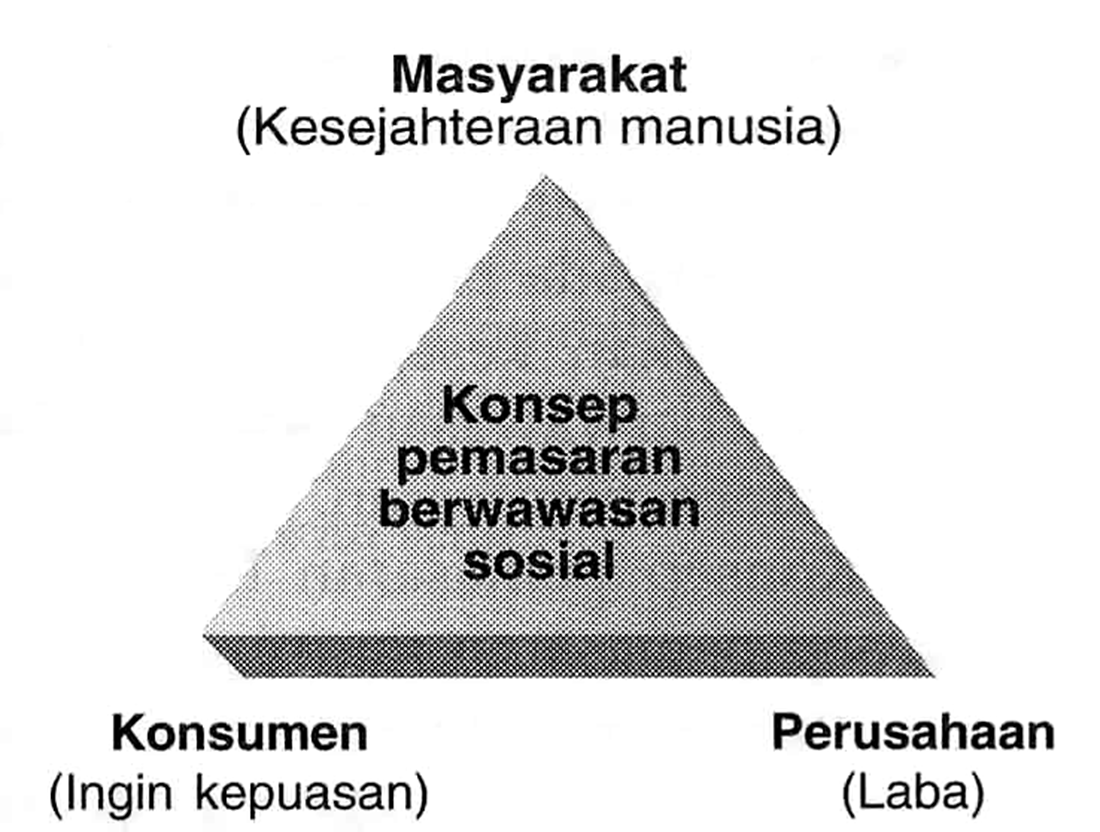 Masyarakat
(Kesejahteraan manusia)
Konsep
pemasaran
berwawasan
sosial
Konsumen
(Ingin kepuasan)
Perusahaan
(Laba)